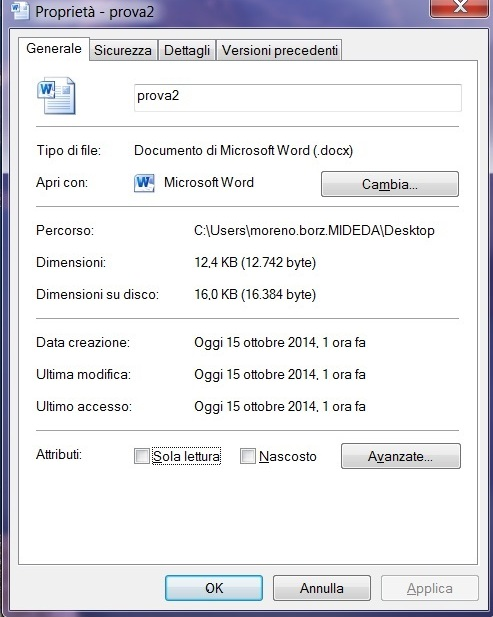 Proprietà - prova2
Generale Sicurezza Dettagli Versioni precedenti
prova2
Tipo di file: Documento di Microsoft Word (.docx)
Apri con: Microsoft Word Cambia...
Percorso: C:\Users\moreno.borz.MIDEDA\Desktop
Dimensioni: 12,4 KB (12.742 byte)
Dimensioni su disco: 16,0 KB (16.384 byte)
Data creazione: Oggi 15 ottobre 2014, 1 ora fa
Ultima modifica: Oggi 15 ottobre 2014, 1 ora fa
Ultimo accesso: Oggi 15 ottobre 2014, 1 ora fa
Attributi: Sola lettura Nascosto Avanzate...
OK Annulla Applica